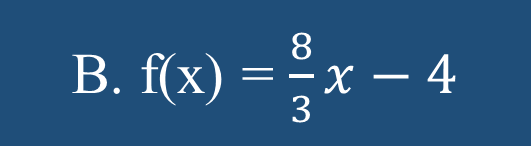 B. f(x) = 8/3 x − 4